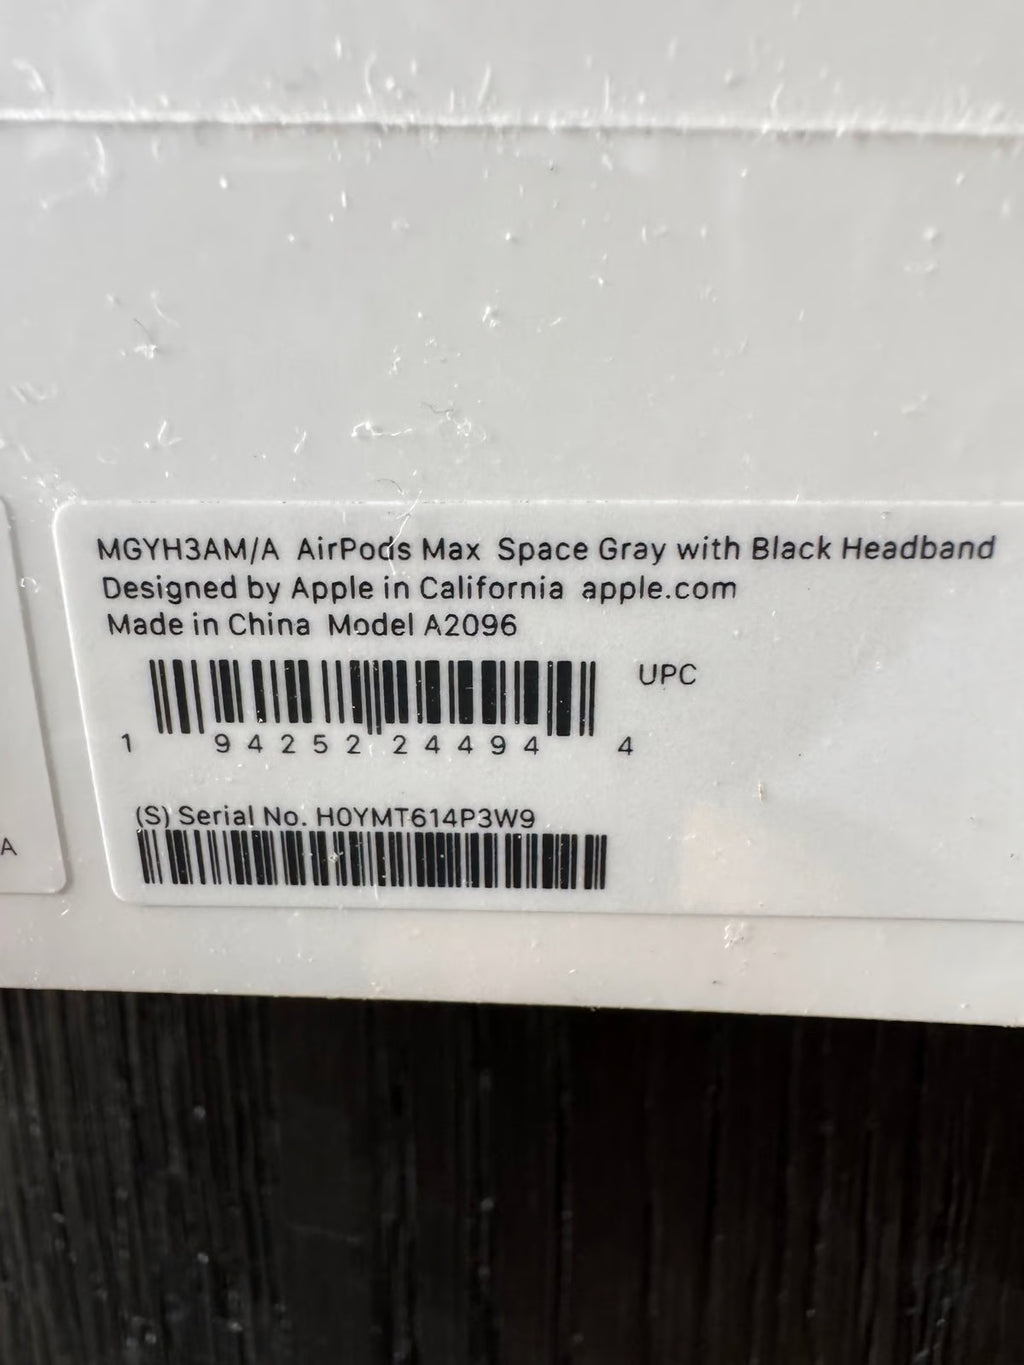 MGYH3AM/A AirPods Max Space Gray with Black Headband
Designed by Apple in California apple.com
Made in China Model A2096
UPC
1 94252 24494 4
(S) Serial No. H0YMT614P3W9
A